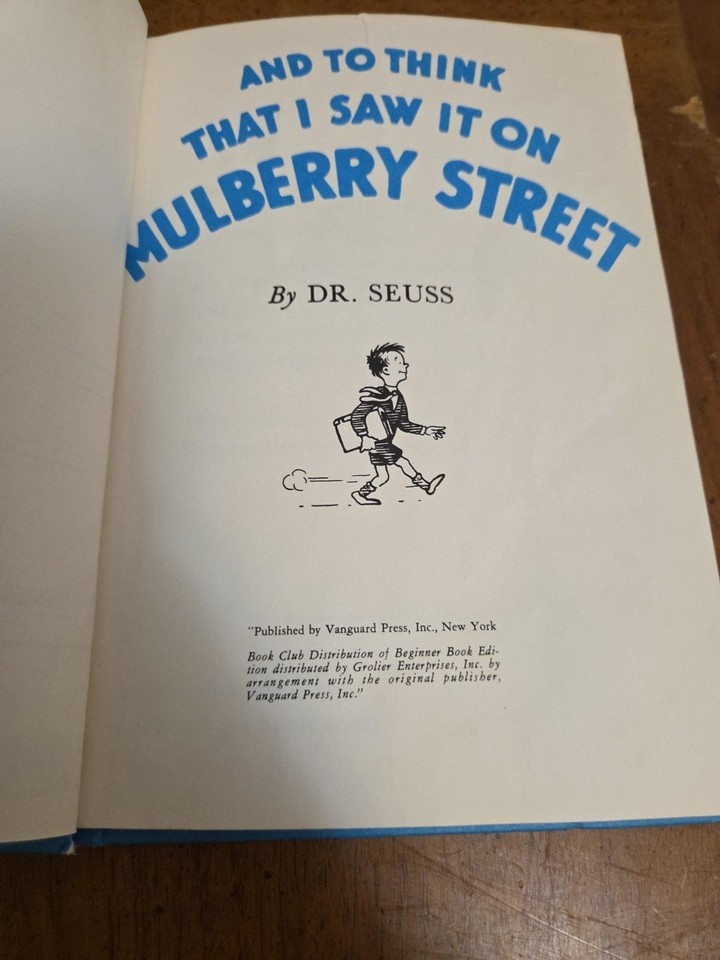 AND TO THINK
THAT I SAW IT ON
MULBERRY STREET
By DR. SEUSS
"Published by Vanguard Press, Inc., New York
Book Club Distribution of Beginner Book Edi-
tion distributed by Grolier Enterprises, Inc. by
arrangement with the original publisher,
Vanguard Press, Inc."